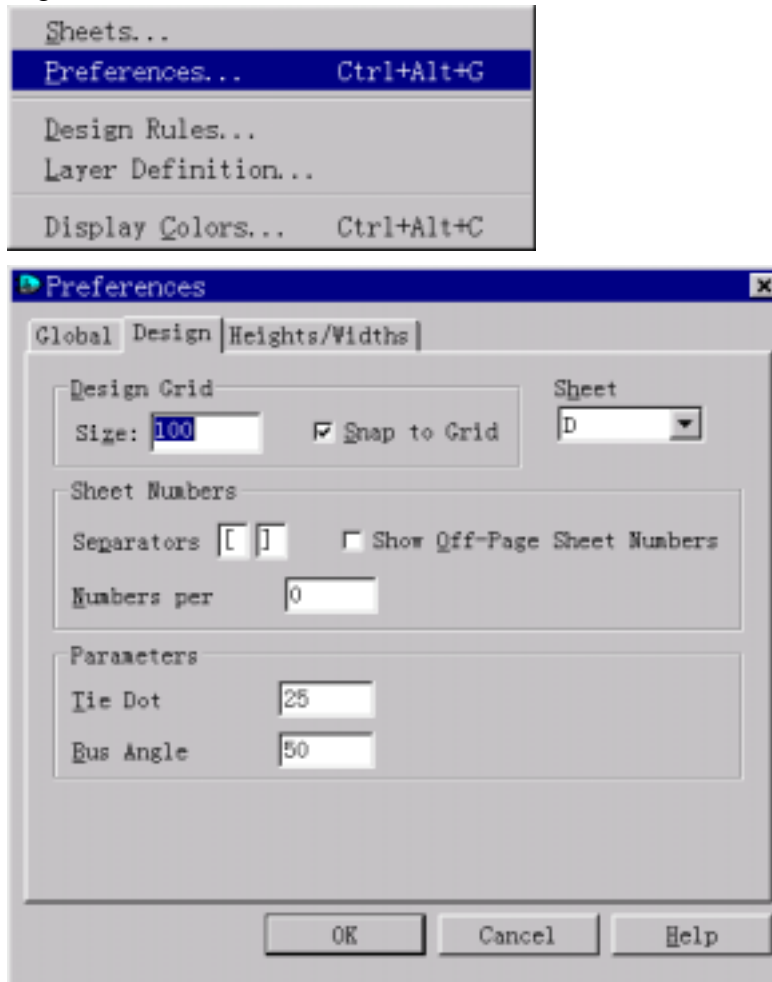 Sheets...
Preferences... Ctrl+Alt+G
Design Rules...
Layer Definition...
Display Colors... Ctrl+Alt+C
Preferences
Global Design Heights/Widths
Design Grid Sheet
Size: 100 Snap to Grid D
Sheet Numbers
Separators [ ] Show Off-Page Sheet Numbers
Numbers per 0
Parameters
Tie Dot 25
Bus Angle 50
OK Cancel Help